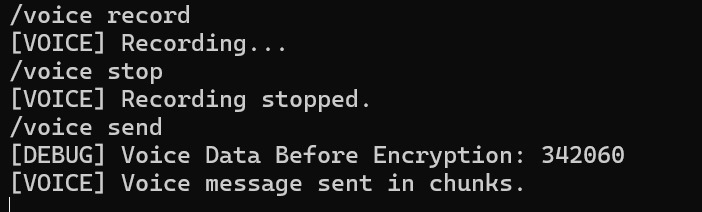 /voice record
[VOICE] Recording...
/voice stop
[VOICE] Recording stopped.
/voice send
[DEBUG] Voice Data Before Encryption: 342060
[VOICE] Voice message sent in chunks.